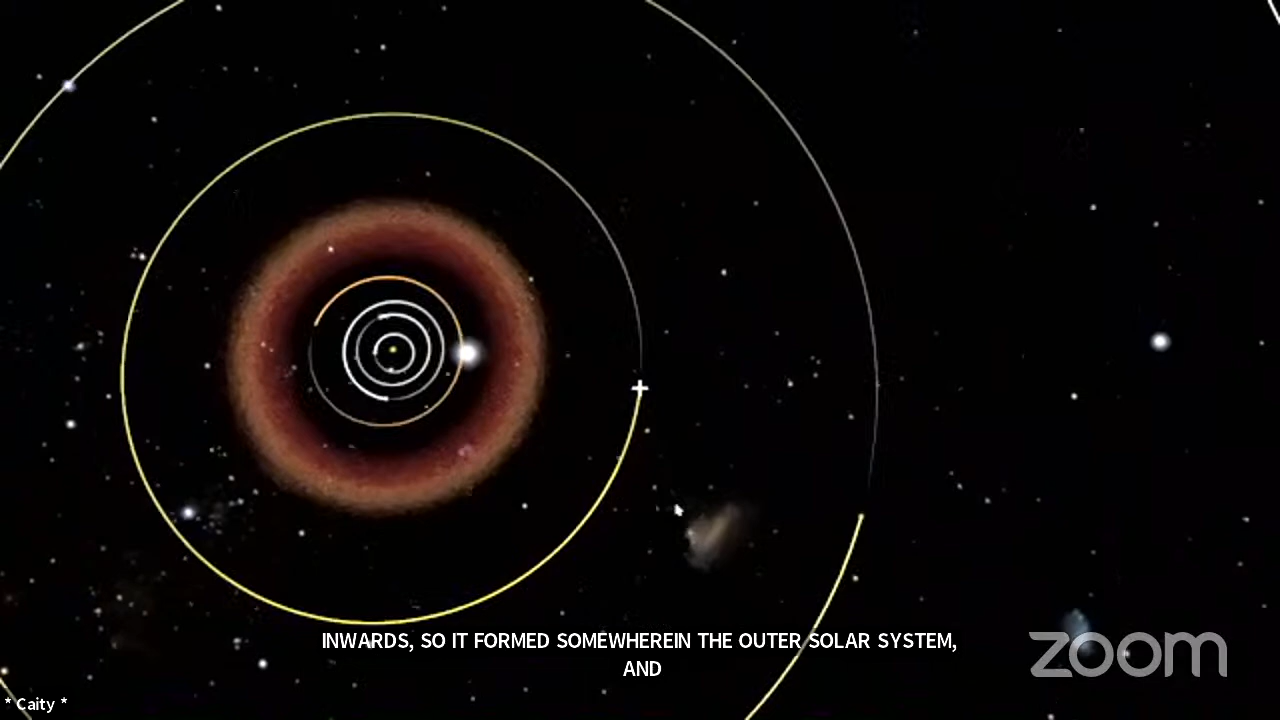 INWARDS, SO IT FORMED SOMEWHEREIN THE OUTER SOLAR SYSTEM,
AND
zoom
* Caity *